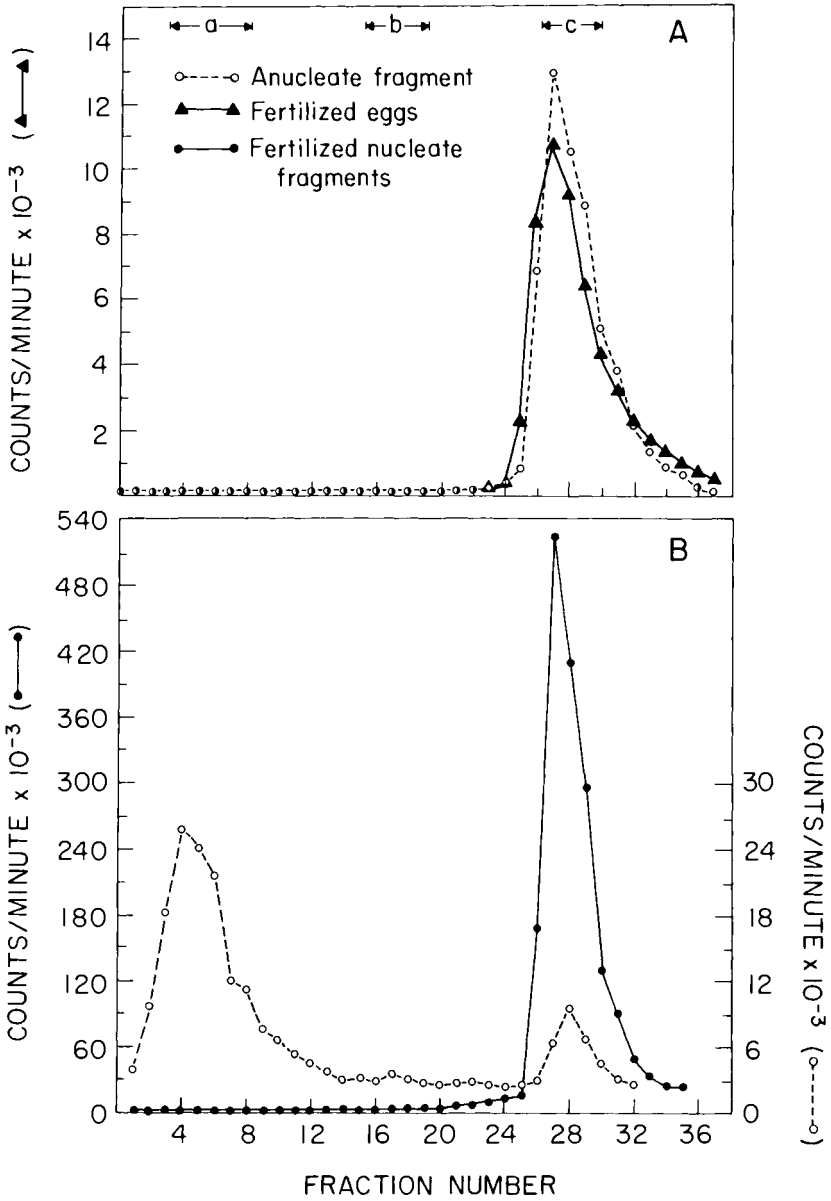 a b c A
Anucleate fragment
Fertilized eggs
Fertilized nucleate
fragments
COUNTS/MINUTE x 10⁻³ ( )
14
12
10
8
6
4
2
B
COUNTS/MINUTE x 10⁻³ ( )
540
480
420
360
300
240
180
120
60
0
30
24
18
12
6
0
COUNTS/MINUTE x 10⁻³ ( )
4 8 12 16 20 24 28 32 36
FRACTION NUMBER